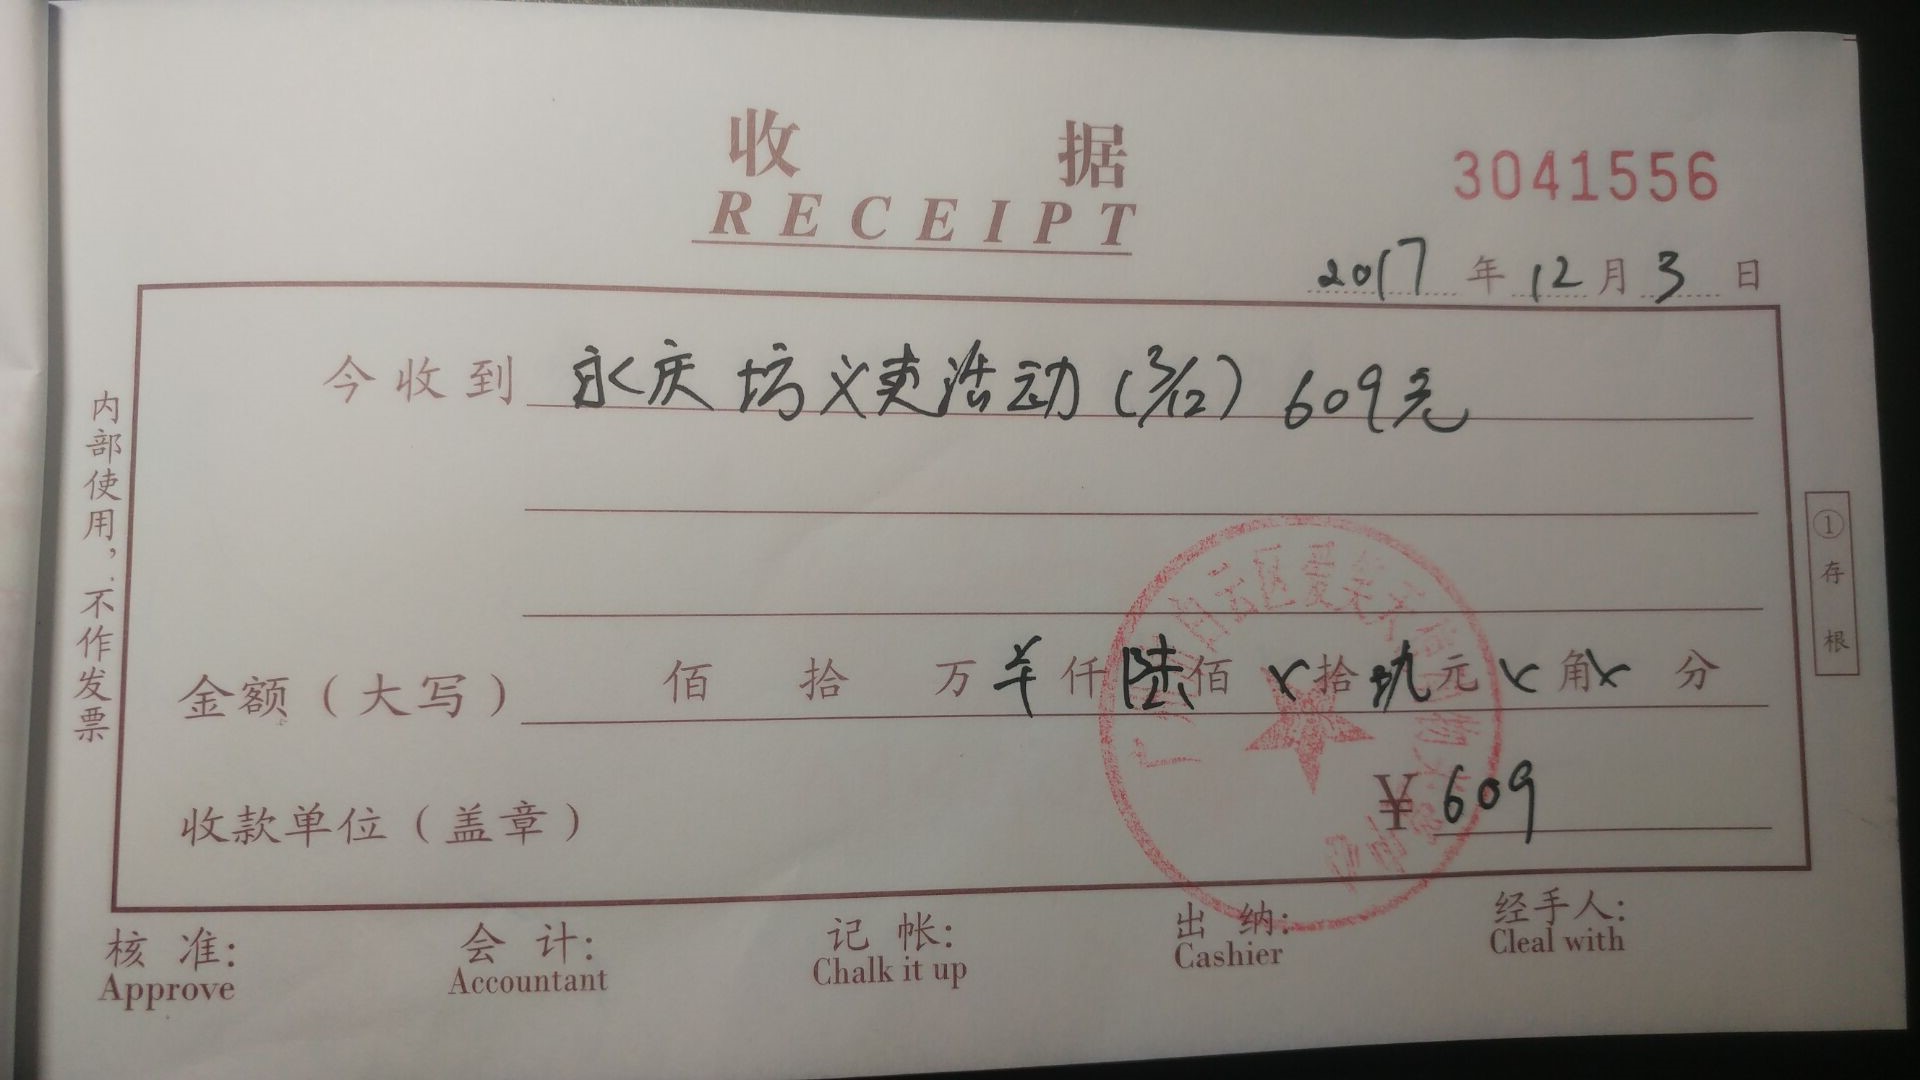 收 据
RECEIPT
3041556
2017 年 12 月 3 日
今收到 永庆坊义卖活动 (3/12) 609元
金额（大写） 佰 拾 万 ¥ 仟 陆 佰 x 拾 玖 元 x 角 x 分
收款单位（盖章）
¥ 609
核 准: 会 计: 记 帐: 出 纳: 经手人:
Approve Accountant Chalk it up Cashier Cleal with
内部使用，不作发票
① 存根
白云区爱